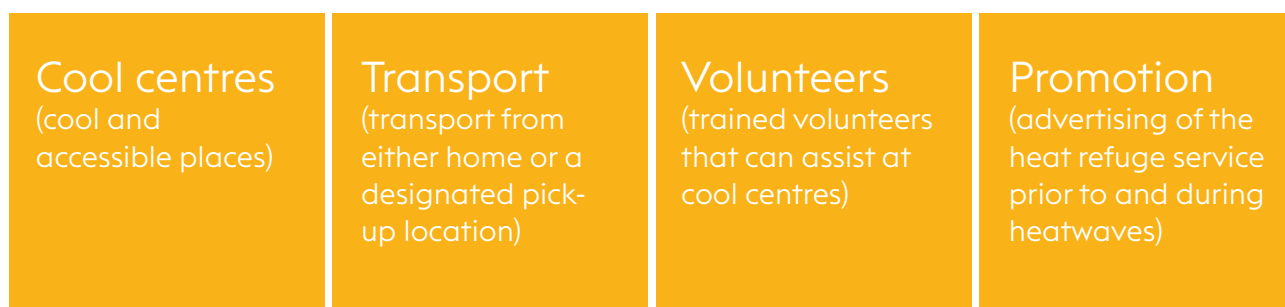 Cool centres
(cool and
accessible places)
Transport
(transport from
either home or a
designated pick-
up location)
Volunteers
(trained volunteers
that can assist at
cool centres)
Promotion
(advertising of the
heat refuge service
prior to and during
heatwaves)